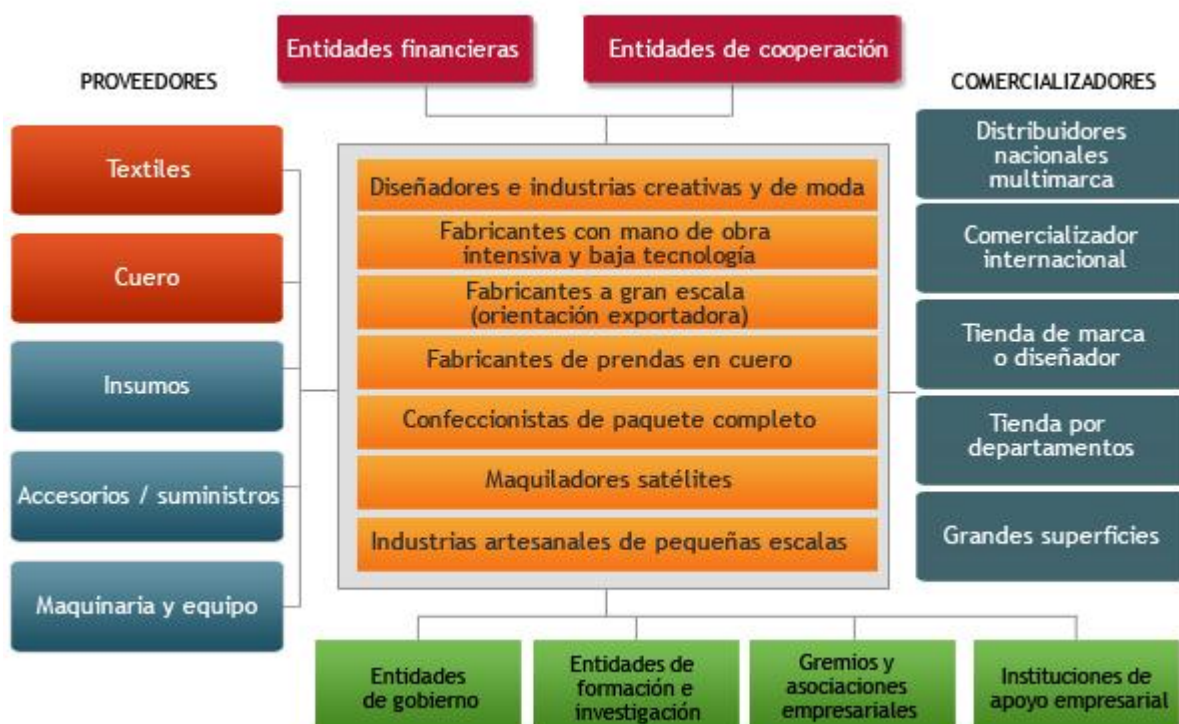 Entidades financieras
Entidades de cooperación
PROVEEDORES
Textiles
Cuero
Insumos
Accesorios / suministros
Maquinaria y equipo
Diseñadores e industrias creativas y de moda
Fabricantes con mano de obra
intensiva y baja tecnología
Fabricantes a gran escala
(orientación exportadora)
Fabricantes de prendas en cuero
Confeccionistas de paquete completo
Maquiladores satélites
Industrias artesanales de pequeñas escalas
COMERCIALIZADORES
Distribuidores
nacionales
multimarca
Comercializador
internacional
Tienda de marca
o diseñador
Tienda por
departamentos
Grandes superficies
Entidades
de gobierno
Entidades de
formación e
investigación
Gremios y
asociaciones
empresariales
Instituciones de
apoyo empresarial